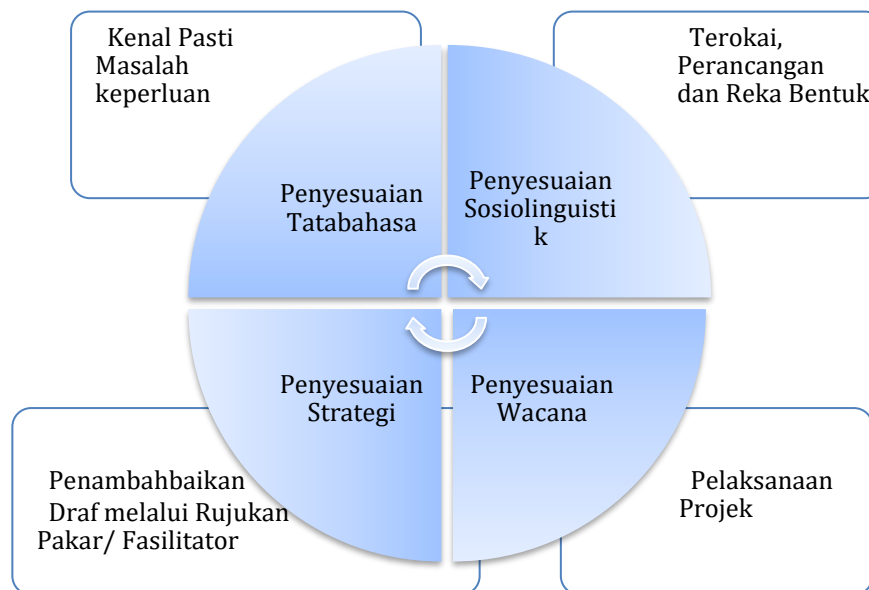 Kenal Pasti
Masalah
keperluan
Terokai,
Perancangan
dan Reka Bentuk
Penyesuaian
Tatabahasa
Penyesuaian
Sosiolinguisti
k
Penyesuaian
Strategi
Penyesuaian
Wacana
Penambahbaikan
Draf melalui Rujukan
Pakar/ Fasilitator
Pelaksanaan
Projek